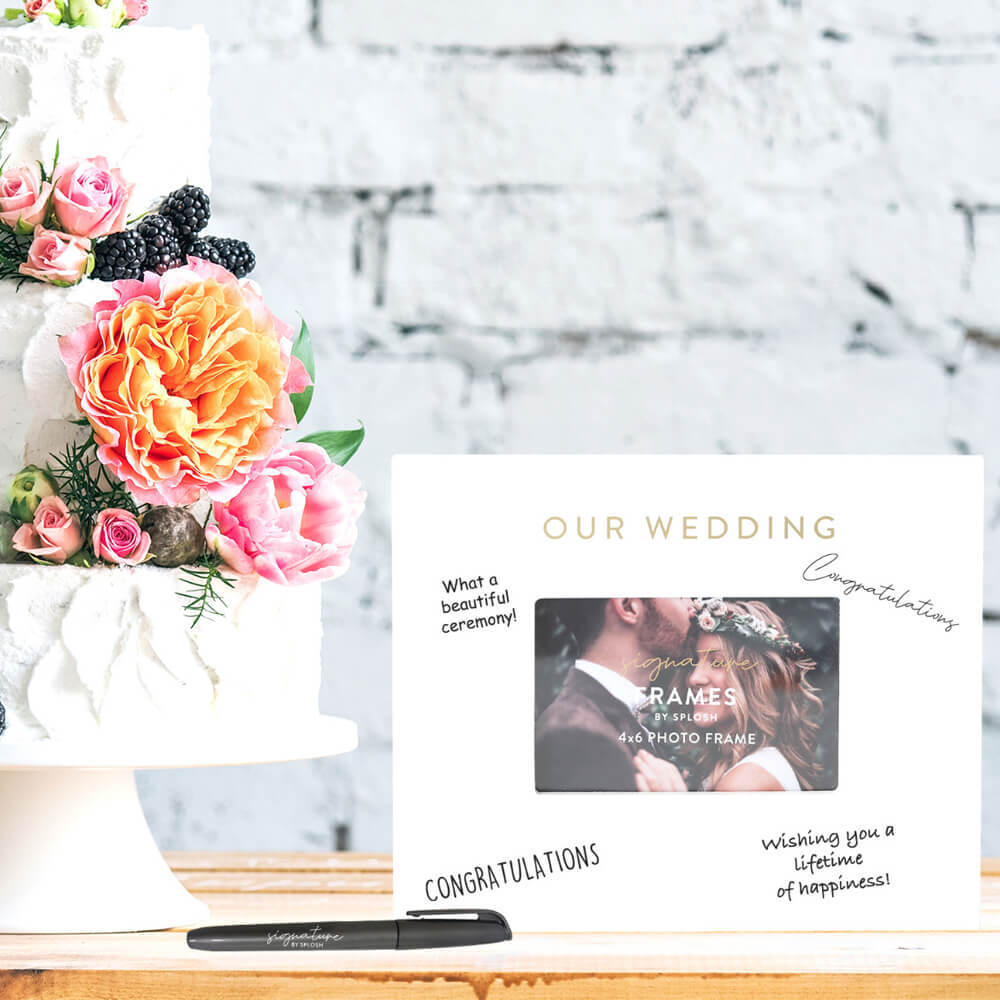 OUR WEDDING
What a
beautiful
ceremony!
Congratulations
signature
FRAMES
BY SPLOSH
4x6 PHOTO FRAME
CONGRATULATIONS
Wishing you a
lifetime
of happiness!
signature
BY SPLOSH